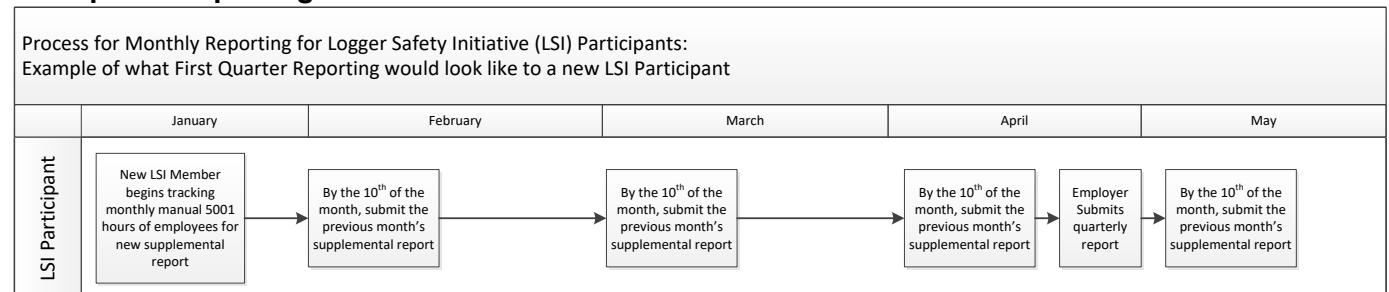 Process for Monthly Reporting for Logger Safety Initiative (LSI) Participants:
Example of what First Quarter Reporting would look like to a new LSI Participant
January
February
March
April
May
LSI Participant
New LSI Member
begins tracking
monthly manual 5001
hours of employees for
new supplemental
report
By the 10th of the
month, submit the
previous month's
supplemental report
By the 10th of the
month, submit the
previous month's
supplemental report
By the 10th of the
month, submit the
previous month's
supplemental report
Employer
Submits
quarterly
report
By the 10th of the
month, submit the
previous month's
supplemental report